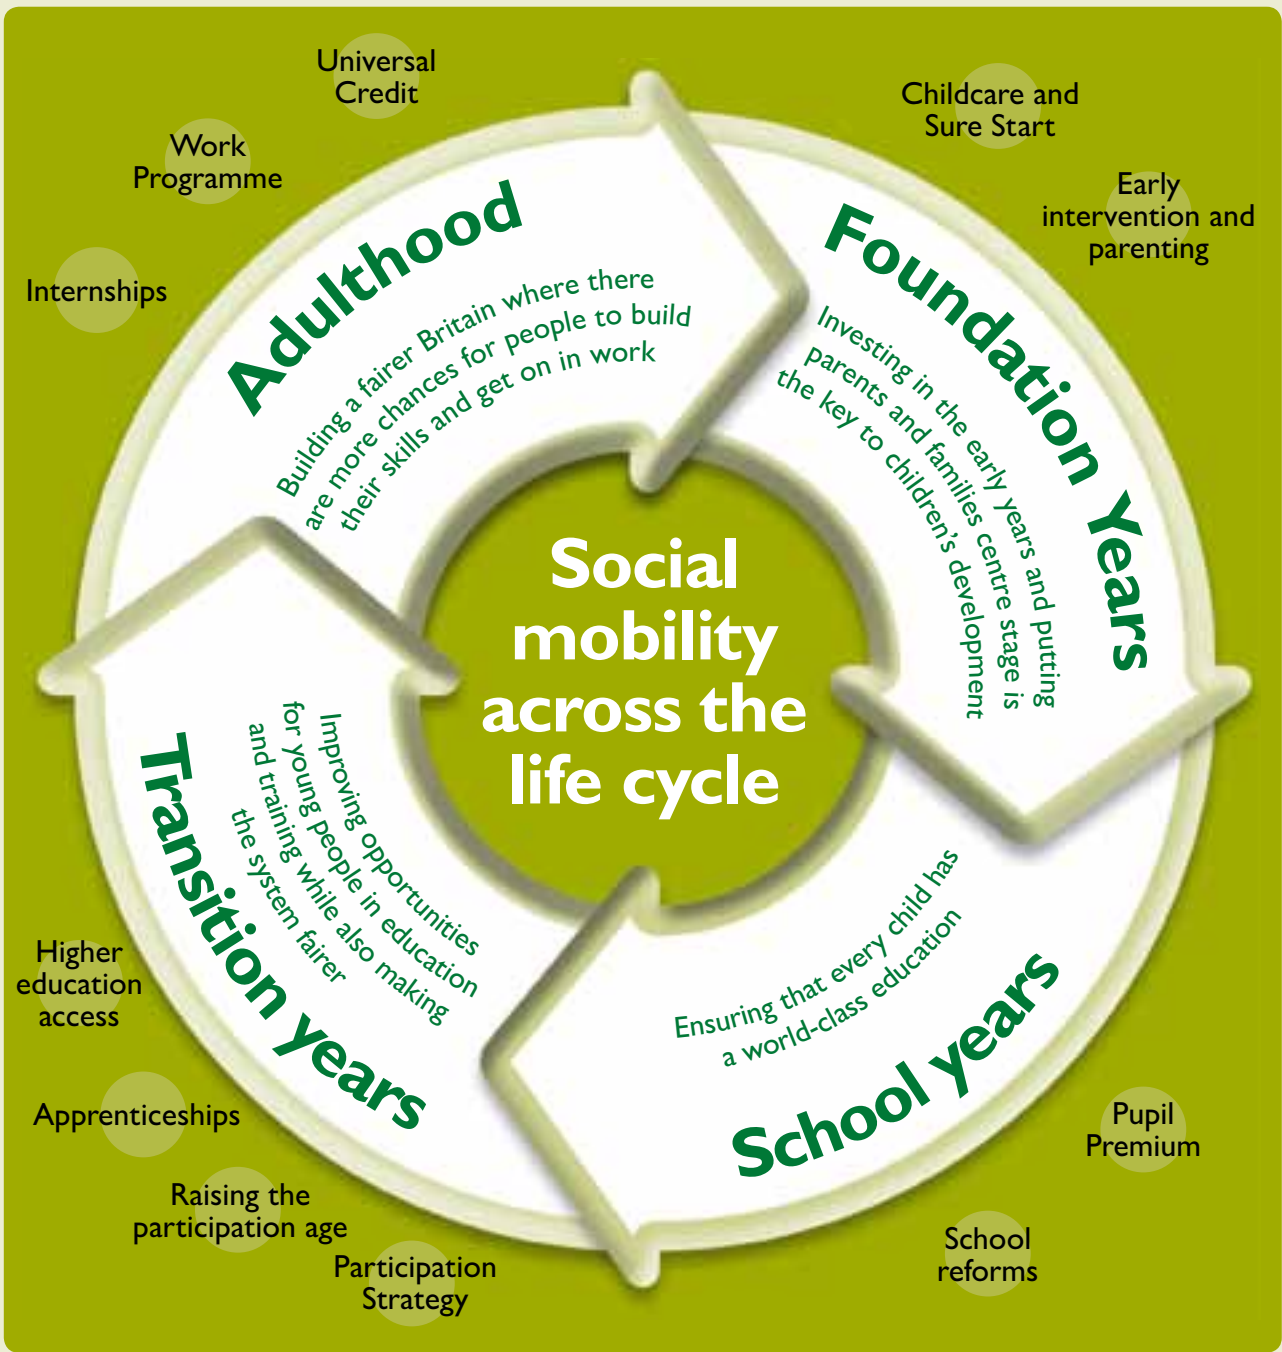 Social
mobility
across the
life cycle
Foundation Years
Investing in the early years and putting
parents and families centre stage is
the key to children's development
Childcare and
Sure Start
Early
intervention and
parenting
School years
Ensuring that every child has
a world-class education
Pupil
Premium
School
reforms
Transition years
Improving opportunities
for young people in education
and training while also making
the system fairer
Participation
Strategy
Raising the
participation age
Apprenticeships
Higher
education
access
Adulthood
Building a fairer Britain where there
are more chances for people to build
their skills and get on in work
Internships
Work
Programme
Universal
Credit